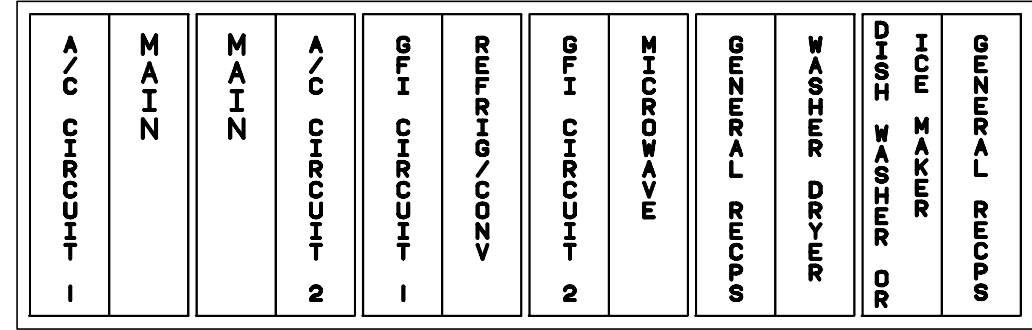 A/C CIRCUIT 1
MAIN
MAIN
A/C CIRCUIT 2
GFI CIRCUIT 1
REFRIG/CONV
GFI CIRCUIT 2
MICROWAVE
GENERAL RECPS
WASHER DRYER
DISH WASHER OR
ICE MAKER
GENERAL RECPS